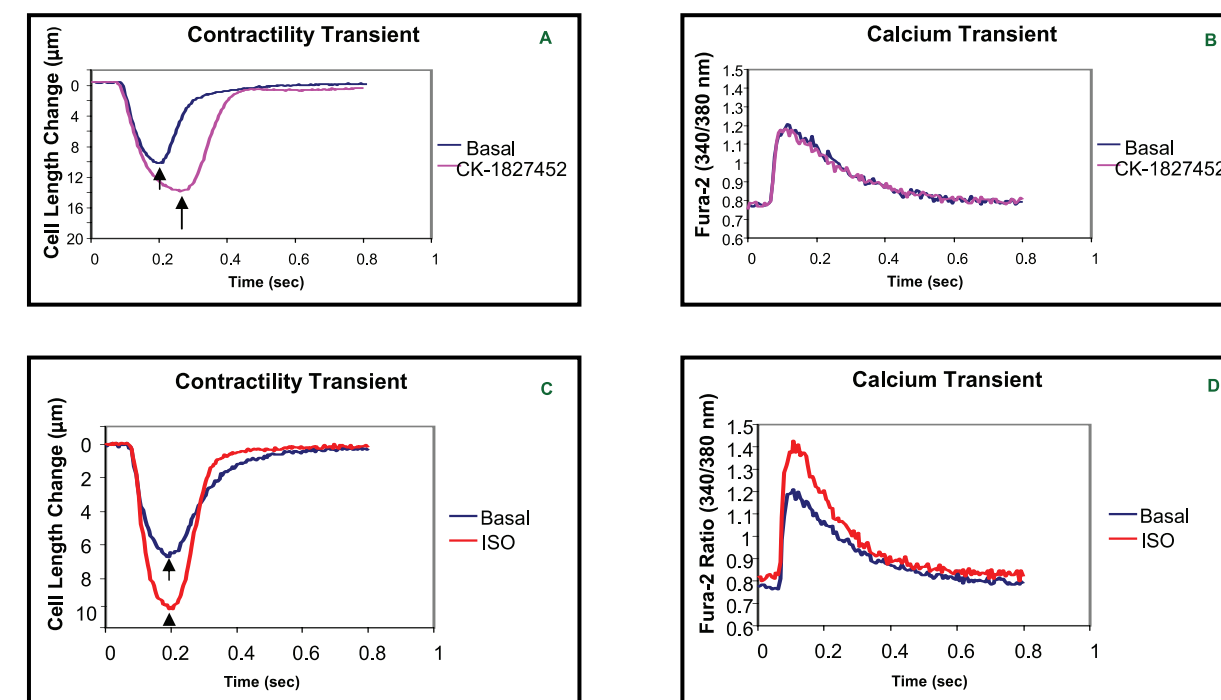 Contractility Transient
A
Cell Length Change (µm)
0
4
8
12
16
20
0 0.2 0.4 0.6 0.8 1
Time (sec)
Basal
CK-1827452
Calcium Transient
B
Fura-2 (340/380 nm)
1.5
1.4
1.3
1.2
1.1
1
0.9
0.8
0.7
0.6
0 0.2 0.4 0.6 0.8 1
Time (sec)
Basal
CK-1827452
Contractility Transient
C
Cell Length Change (µm)
0
2
4
6
8
10
0 0.2 0.4 0.6 0.8 1
Time (sec)
Basal
ISO
Calcium Transient
D
Fura-2 Ratio (340/380 nm)
1.5
1.4
1.3
1.2
1.1
1
0.9
0.8
0.7
0.6
0 0.2 0.4 0.6 0.8 1
Time (sec)
Basal
ISO